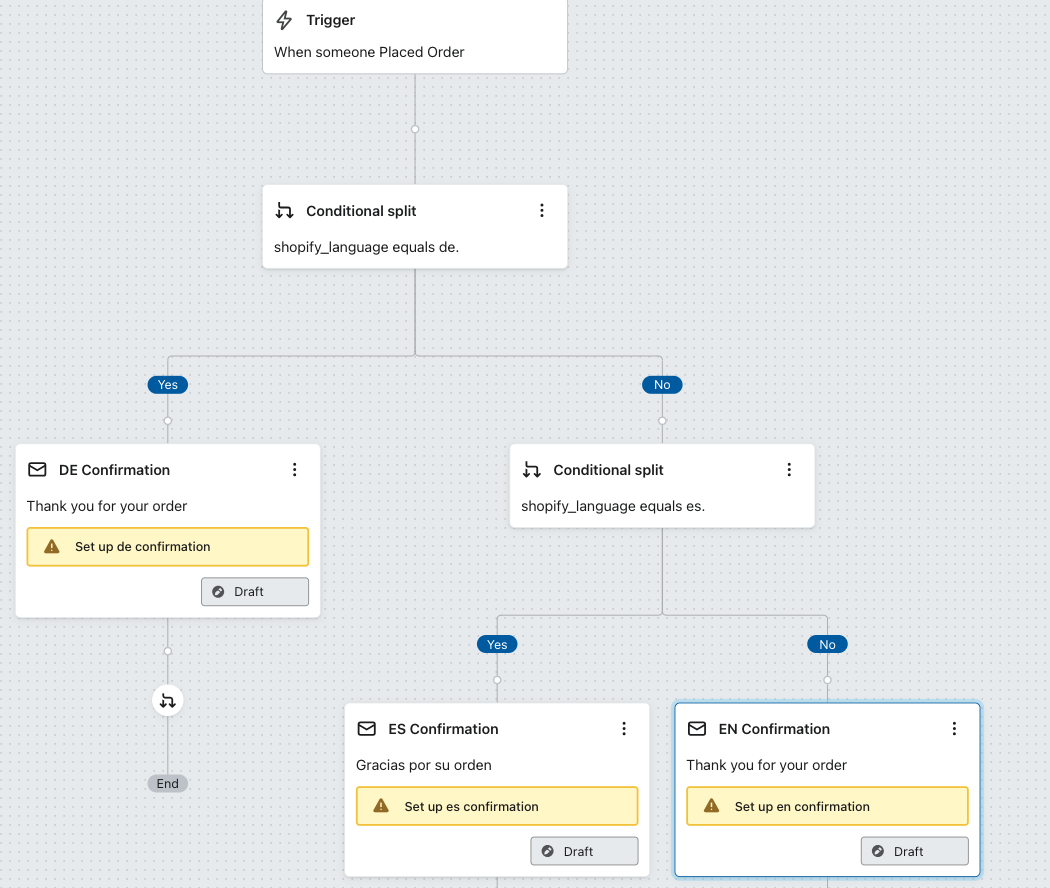 Trigger
When someone Placed Order
Conditional split
shopify_language equals de.
Yes
No
DE Confirmation
Thank you for your order
Set up de confirmation
Draft
Conditional split
shopify_language equals es.
Yes
No
End
ES Confirmation
Gracias por su orden
Set up es confirmation
Draft
EN Confirmation
Thank you for your order
Set up en confirmation
Draft